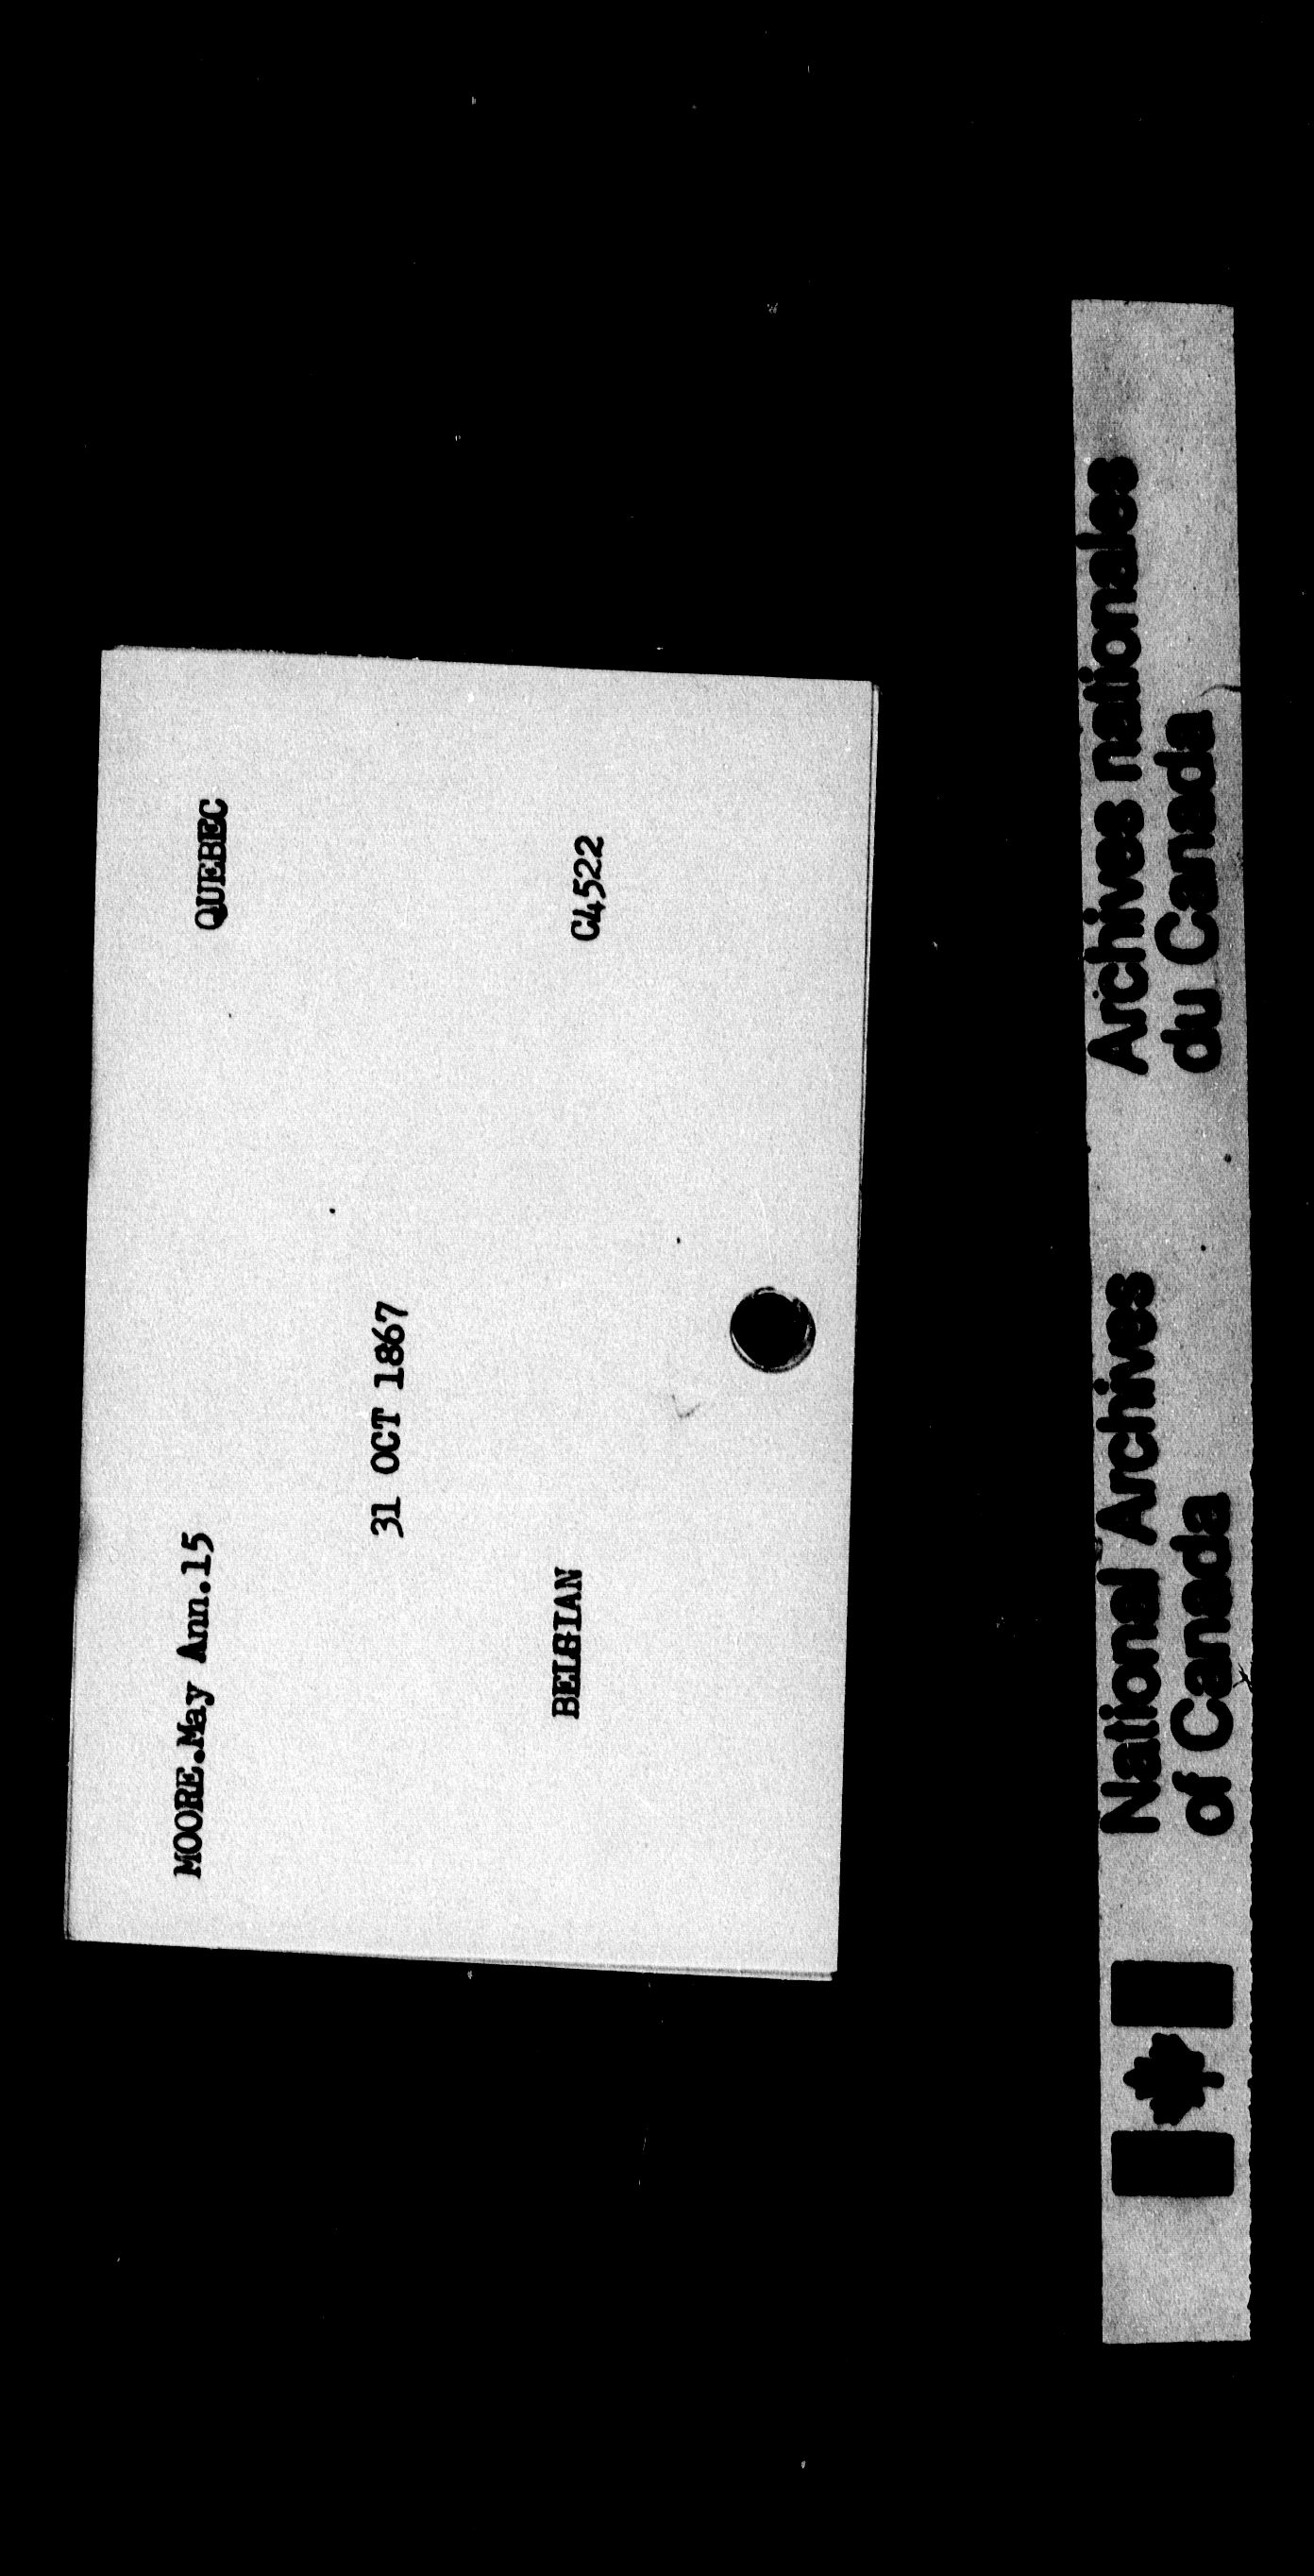 MOORE.May Ann.15 QUEBEC
31 OCT 1867
BELGIAN C4522
National Archives
of Canada
Archives nationales
du Canada